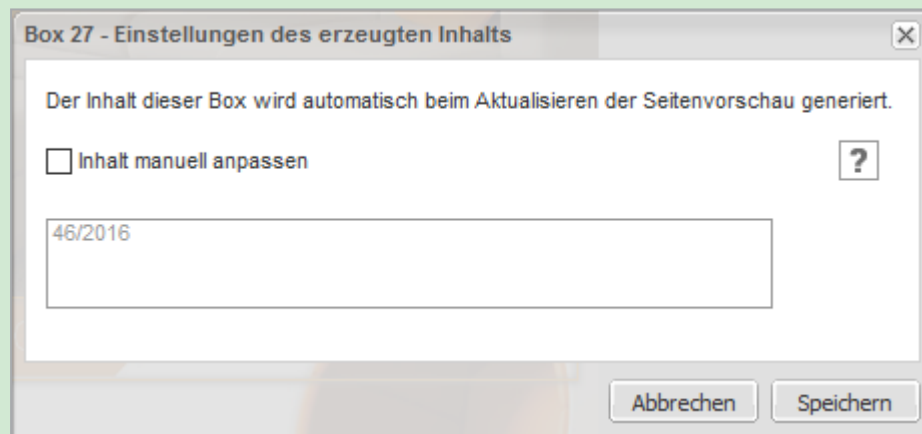 Box 27 - Einstellungen des erzeugten Inhalts
Der Inhalt dieser Box wird automatisch beim Aktualisieren der Seitenvorschau generiert.
Inhalt manuell anpassen
?
46/2016
Abbrechen
Speichern